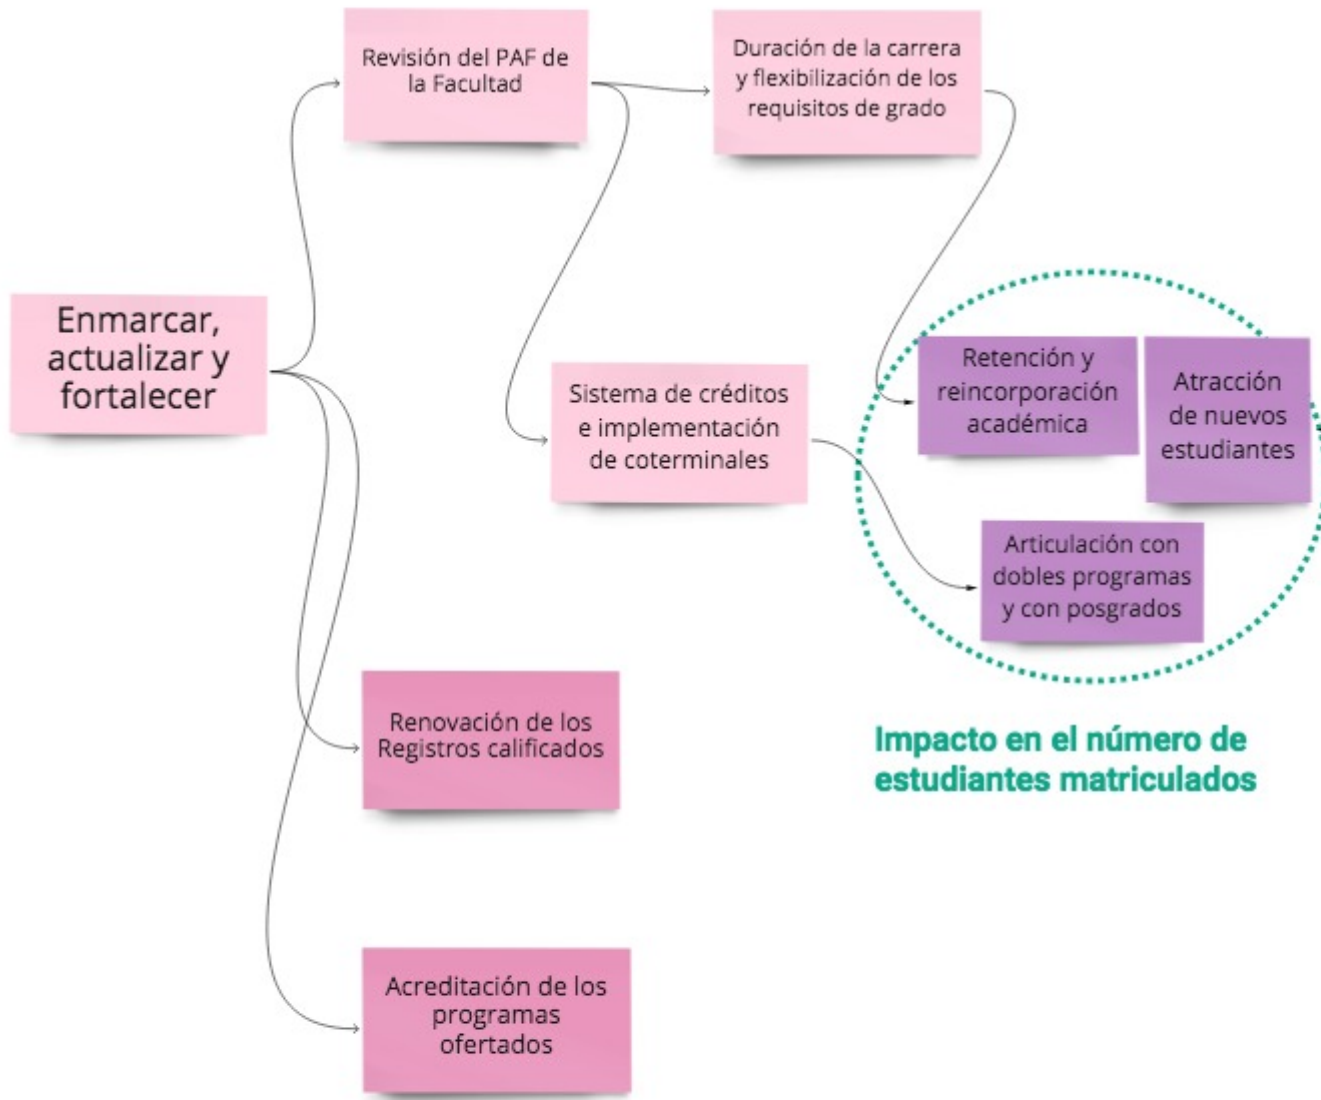 Revisión del PAF de
la Facultad
Duración de la carrera
y flexibilización de los
requisitos de grado
Enmarcar,
actualizar y
fortalecer
Sistema de créditos
e implementación
de coterminales
Retención y
reincorporación
académica
Atracción
de nuevos
estudiantes
Articulación con
dobles programas
y con posgrados
Renovación de los
Registros calificados
Impacto en el número de
estudiantes matriculados
Acreditación de los
programas
ofertados